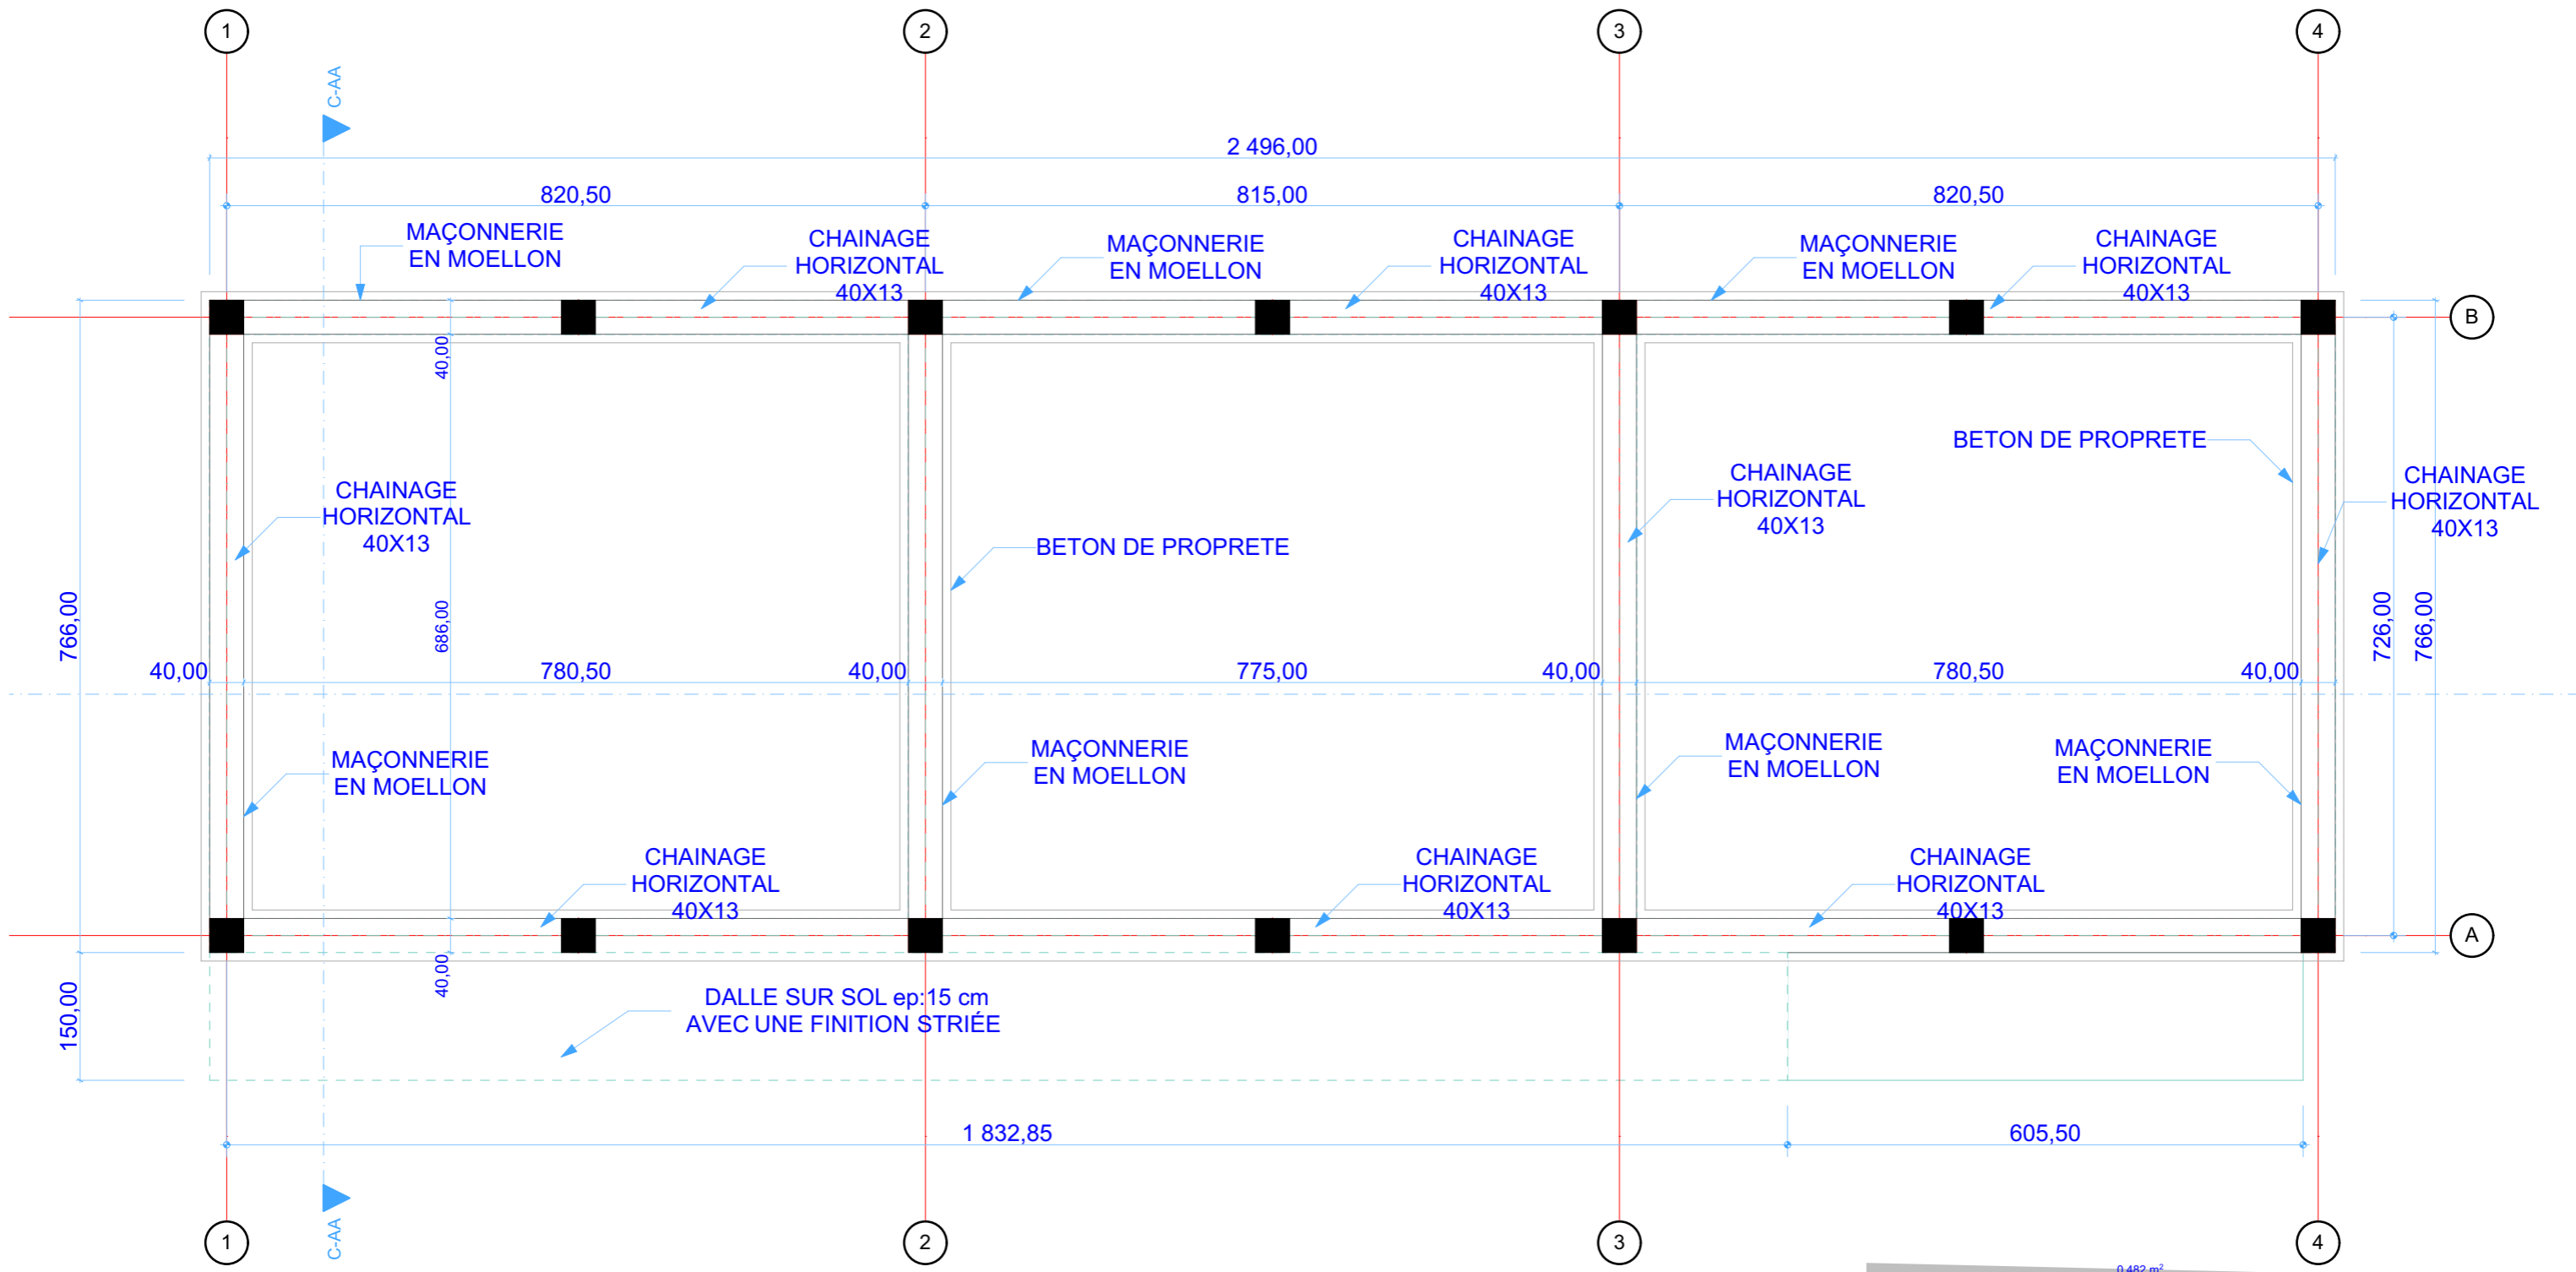 1
2
3
4
C-AA
2 496,00
820,50
815,00
820,50
MAÇONNERIE
EN MOELLON
CHAINAGE
HORIZONTAL
40X13
MAÇONNERIE
EN MOELLON
CHAINAGE
HORIZONTAL
40X13
MAÇONNERIE
EN MOELLON
CHAINAGE
HORIZONTAL
40X13
B
40,00
BETON DE PROPRETE
CHAINAGE
HORIZONTAL
40X13
CHAINAGE
HORIZONTAL
40X13
CHAINAGE
HORIZONTAL
40X13
BETON DE PROPRETE
766,00
686,00
726,00
766,00
40,00
780,50
40,00
775,00
40,00
780,50
40,00
MAÇONNERIE
EN MOELLON
MAÇONNERIE
EN MOELLON
MAÇONNERIE
EN MOELLON
MAÇONNERIE
EN MOELLON
CHAINAGE
HORIZONTAL
40X13
CHAINAGE
HORIZONTAL
40X13
CHAINAGE
HORIZONTAL
40X13
A
40,00
150,00
DALLE SUR SOL ep:15 cm
AVEC UNE FINITION STRIÉE
1 832,85
605,50
C-AA
1
2
3
4
0,482 m²